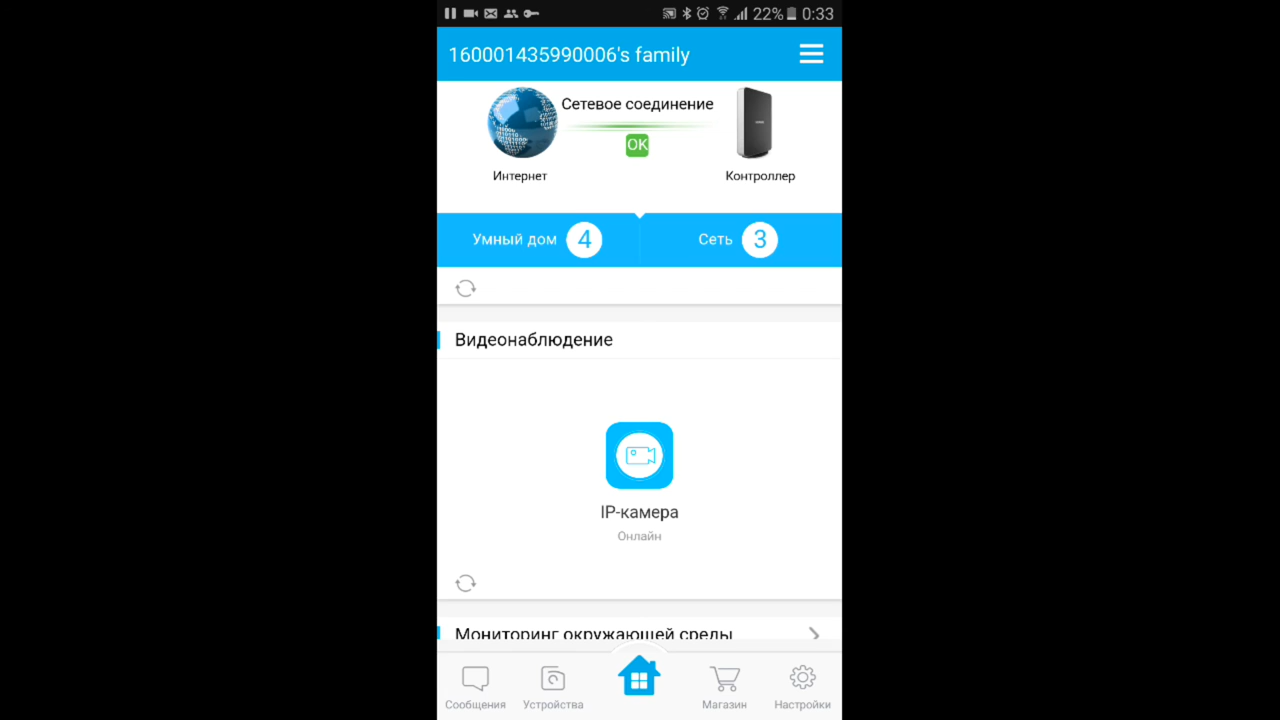 22% 0:33
160001435990006's family
Сетевое соединение
OK
Интернет
Контроллер
Умный дом 4
Сеть 3
Видеонаблюдение
IP-камера
Онлайн
Мониторинг окружающей среды
Сообщения
Устройства
Магазин
Настройки